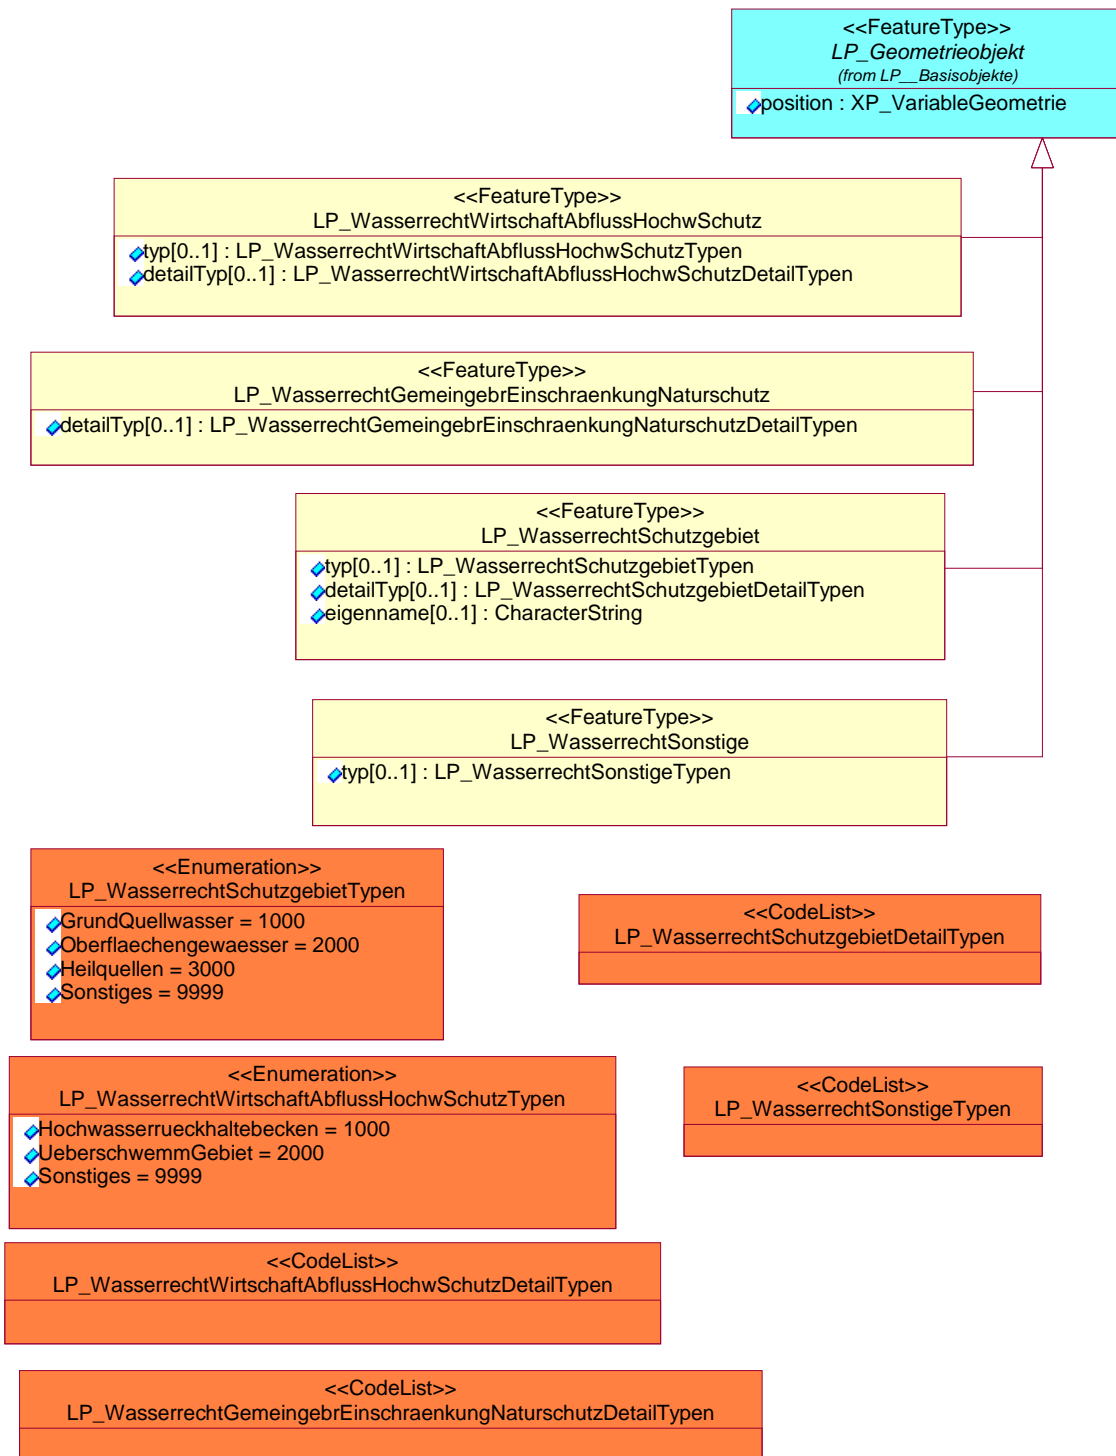 <<FeatureType>>
LP_Geometrieobjekt
(from LP__Basisobjekte)
position : XP_VariableGeometrie
<<FeatureType>>
LP_WasserrechtWirtschaftAbflussHochwSchutz
typ[0..1] : LP_WasserrechtWirtschaftAbflussHochwSchutzTypen
detailTyp[0..1] : LP_WasserrechtWirtschaftAbflussHochwSchutzDetailTypen
<<FeatureType>>
LP_WasserrechtGemeingebrEinschraenkungNaturschutz
detailTyp[0..1] : LP_WasserrechtGemeingebrEinschraenkungNaturschutzDetailTypen
<<FeatureType>>
LP_WasserrechtSchutzgebiet
typ[0..1] : LP_WasserrechtSchutzgebietTypen
detailTyp[0..1] : LP_WasserrechtSchutzgebietDetailTypen
eigenname[0..1] : CharacterString
<<FeatureType>>
LP_WasserrechtSonstige
typ[0..1] : LP_WasserrechtSonstigeTypen
<<Enumeration>>
LP_WasserrechtSchutzgebietTypen
GrundQuellwasser = 1000
Oberflaechengewaesser = 2000
Heilquellen = 3000
Sonstiges = 9999
<<CodeList>>
LP_WasserrechtSchutzgebietDetailTypen
<<Enumeration>>
LP_WasserrechtWirtschaftAbflussHochwSchutzTypen
Hochwasserrueckhaltebecken = 1000
UeberschwemmGebiet = 2000
Sonstiges = 9999
<<CodeList>>
LP_WasserrechtSonstigeTypen
<<CodeList>>
LP_WasserrechtWirtschaftAbflussHochwSchutzDetailTypen
<<CodeList>>
LP_WasserrechtGemeingebrEinschraenkungNaturschutzDetailTypen